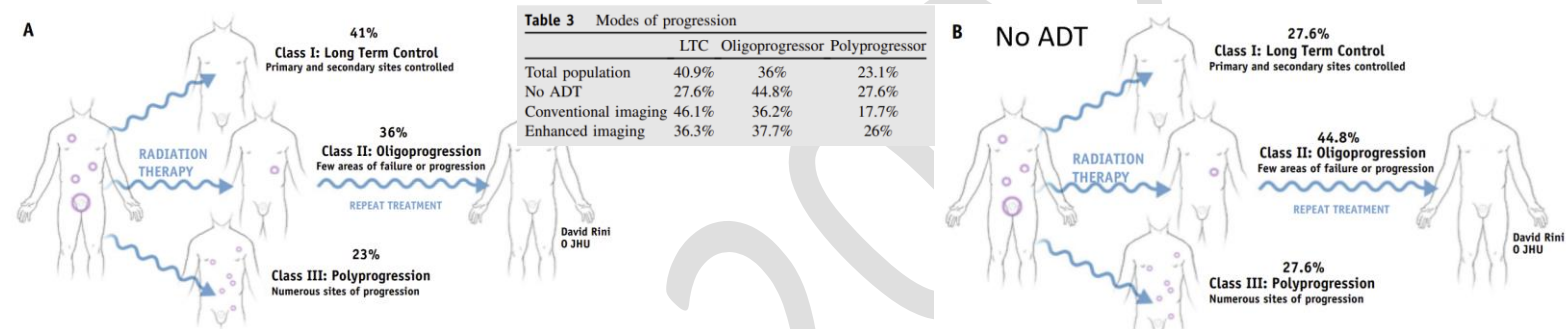 A
41%
Class I: Long Term Control
Primary and secondary sites controlled
RADIATION
THERAPY
36%
Class II: Oligoprogression
Few areas of failure or progression
REPEAT TREATMENT
23%
Class III: Polyprogression
Numerous sites of progression
David Rini
O JHU
Table 3 Modes of progression
LTC Oligoprogressor Polyprogressor
Total population 40.9% 36% 23.1%
No ADT 27.6% 44.8% 27.6%
Conventional imaging 46.1% 36.2% 17.7%
Enhanced imaging 36.3% 37.7% 26%
B No ADT
27.6%
Class I: Long Term Control
Primary and secondary sites controlled
RADIATION
THERAPY
44.8%
Class II: Oligoprogression
Few areas of failure or progression
REPEAT TREATMENT
27.6%
Class III: Polyprogression
Numerous sites of progression
David Rini
O JHU